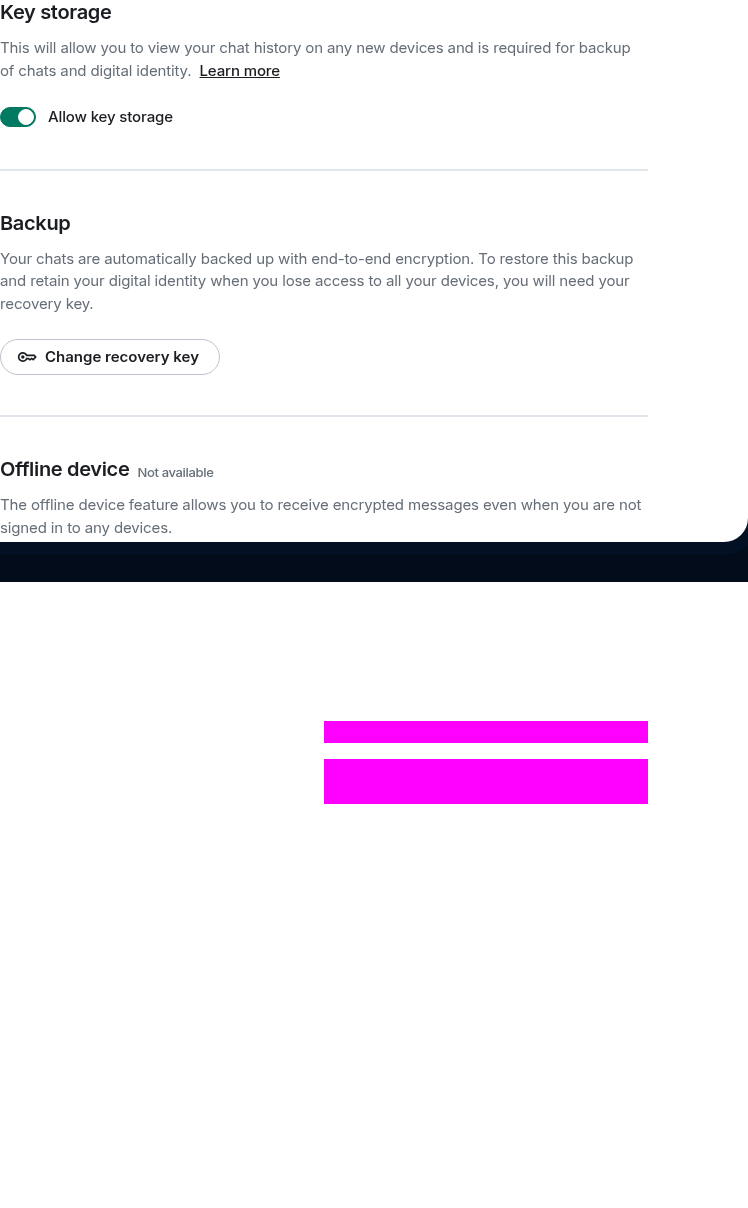 Key storage
This will allow you to view your chat history on any new devices and is required for backup
of chats and digital identity. Learn more
Allow key storage
Backup
Your chats are automatically backed up with end-to-end encryption. To restore this backup
and retain your digital identity when you lose access to all your devices, you will need your
recovery key.
Change recovery key
Offline device Not available
The offline device feature allows you to receive encrypted messages even when you are not
signed in to any devices.